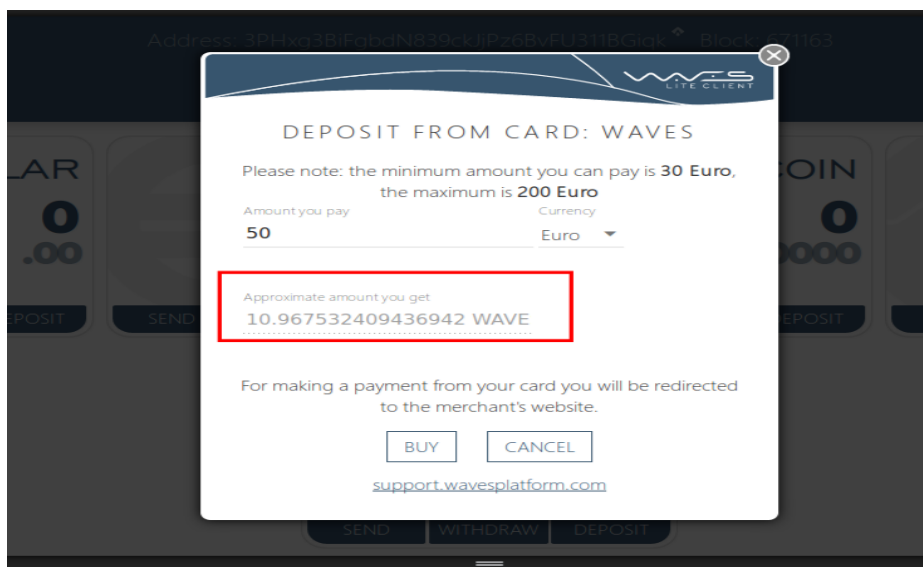 Address: 3PHxg3BiFgbdN839ckJjPz6BvFU311BGigk Block: 671163
WAVES
LITE CLIENT
DEPOSIT FROM CARD: WAVES
Please note: the minimum amount you can pay is 30 Euro,
the maximum is 200 Euro
Amount you pay
Currency
50
Euro
Approximate amount you get
10.967532409436942 WAVE
For making a payment from your card you will be redirected
to the merchant's website.
BUY
CANCEL
support.wavesplatform.com
LAR
0
.00
EPOSIT
SEND
OIN
0
0000
EPOSIT
SEND
WITHDRAW
DEPOSIT